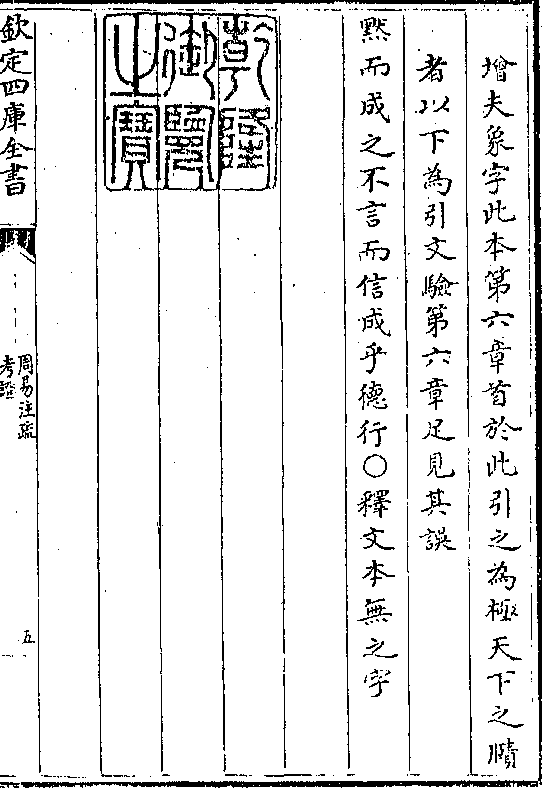 增夫象字此本第六章首於此引之為極天下之賾
者以下為引文驗第六章足見其誤
黙而成之不言而信成乎德行○釋文本無之字
乾隆
御覽
之寶
欽定四庫全書
周易注疏
考證
五